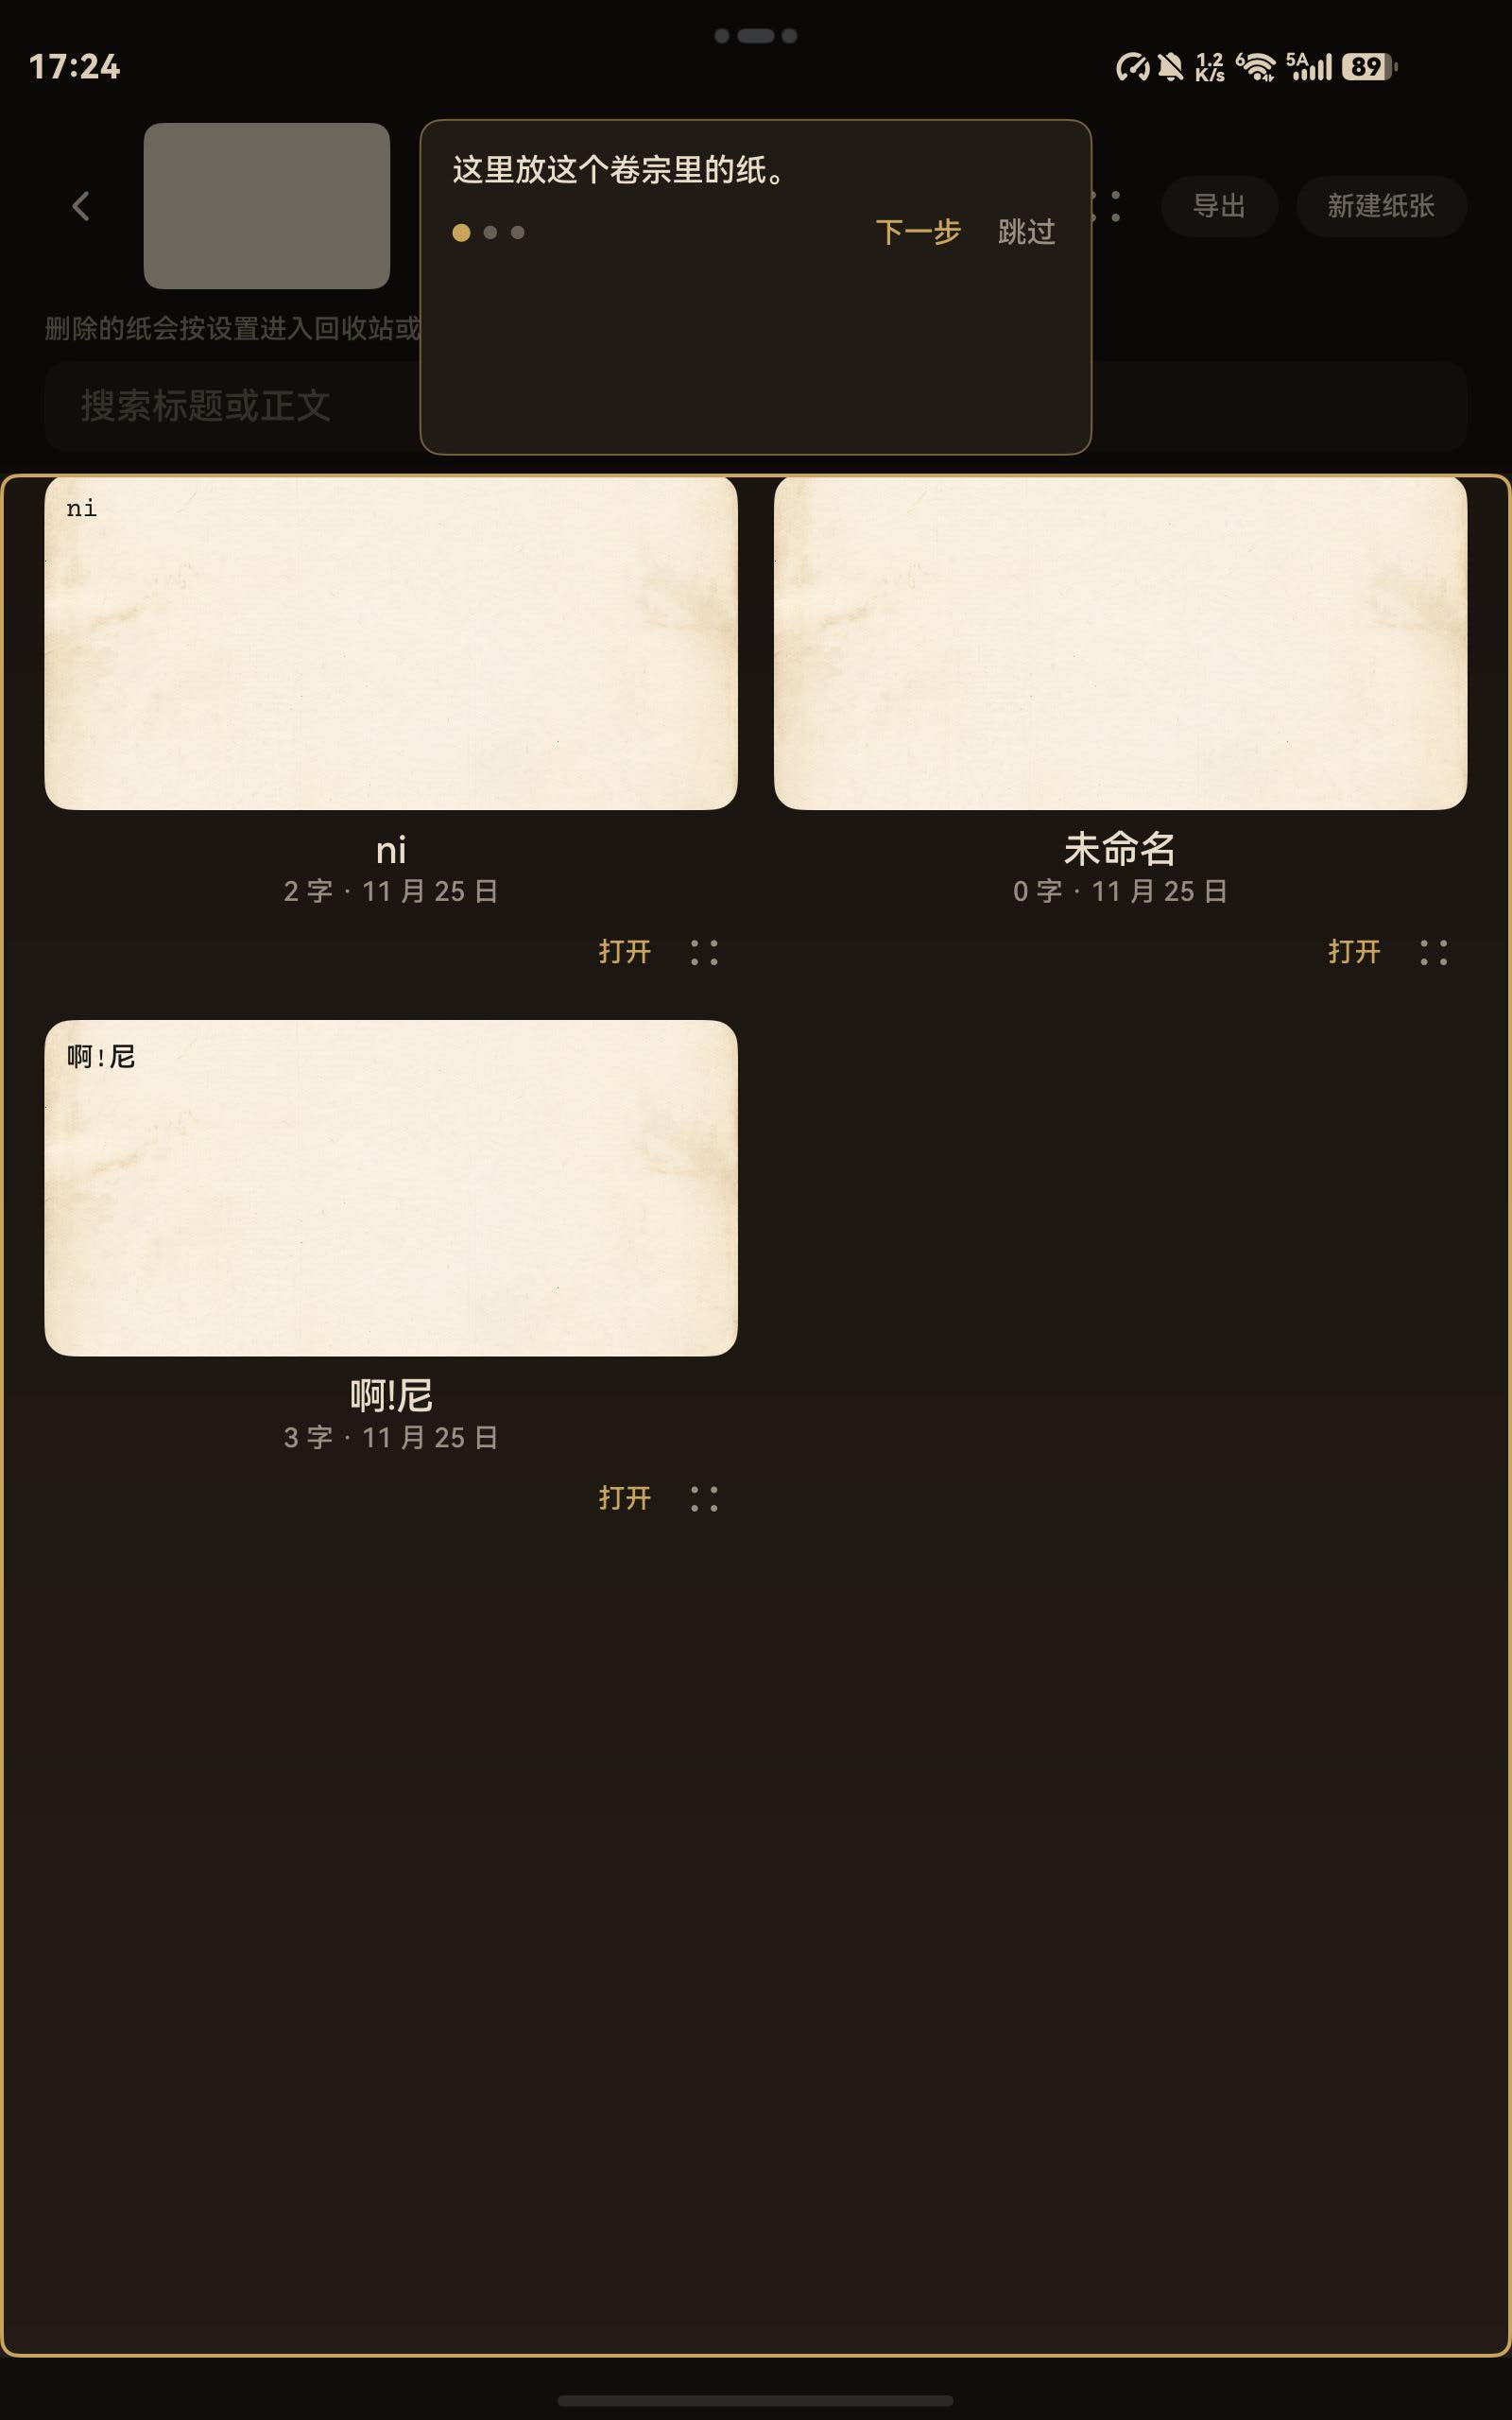 17:24
1.2
K/s
6
5A
89
这里放这个卷宗里的纸。
下一步 跳过
导出 新建纸张
删除的纸会按设置进入回收站或
搜索标题或正文
ni
ni
2 字 · 11 月 25 日
打开
未命名
0 字 · 11 月 25 日
打开
啊!尼
啊!尼
3 字 · 11 月 25 日
打开